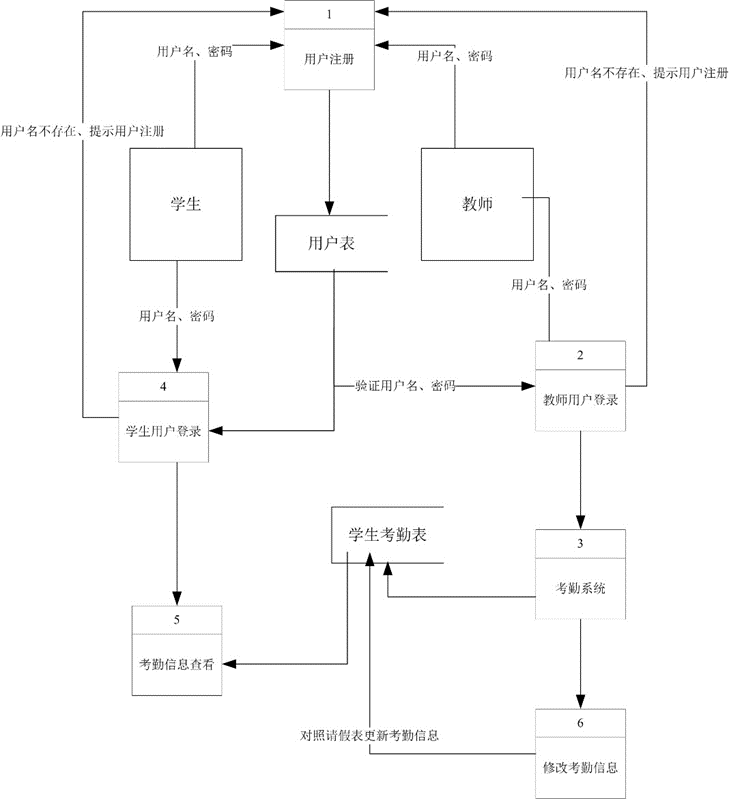 1
用户注册
用户名、密码
用户名、密码
用户名不存在、提示用户注册
用户名不存在、提示用户注册
学生
教师
用户表
用户名、密码
用户名、密码
2
教师用户登录
验证用户名、密码
4
学生用户登录
学生考勤表
3
考勤系统
5
考勤信息查看
6
修改考勤信息
对照请假表更新考勤信息